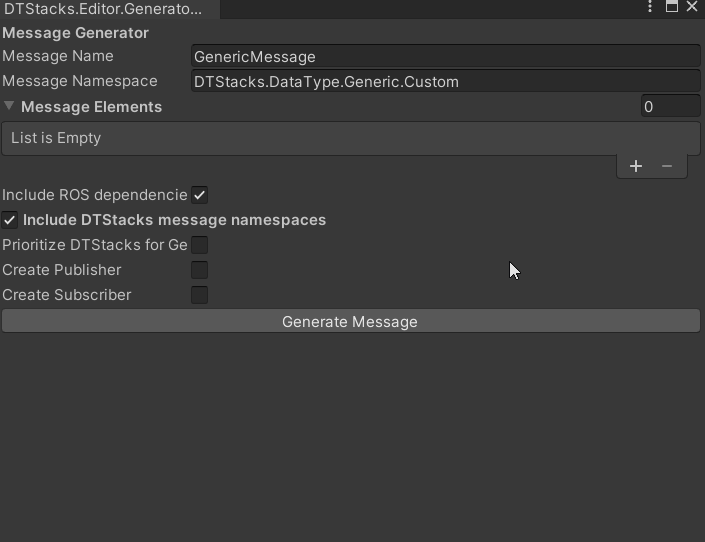 DTStacks.Editor.Generato...
Message Generator
Message Name GenericMessage
Message Namespace DTStacks.DataType.Generic.Custom
Message Elements 0
List is Empty
+ −
Include ROS dependencie
Include DTStacks message namespaces
Prioritize DTStacks for Ge
Create Publisher
Create Subscriber
Generate Message